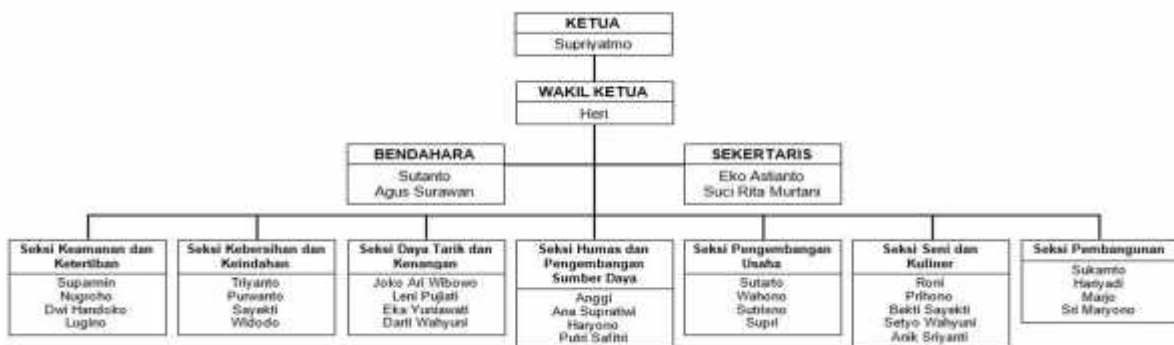 KETUA
Supriyatmo
WAKIL KETUA
Heri
BENDAHARA
Sutanto
Agus Surawan
SEKERTARIS
Eko Astianto
Suci Rita Murtani
Seksi Keamanan dan
Ketertiban
Suparmin
Nugroho
Dwi Handoko
Lugino
Seksi Kebersihan dan
Keindahan
Triyanto
Purwanto
Sayekti
Widodo
Seksi Daya Tarik dan
Kenangan
Joko Ari Wibowo
Leni Pujiati
Eka Yuniawati
Darti Wahyuni
Seksi Humas dan
Pengembangan
Sumber Daya
Anggi
Ana Supratiwi
Haryono
Putri Safitri
Seksi Pengembangan
Usaha
Sutarto
Wahono
Sutriono
Supri
Seksi Seni dan
Kuliner
Roni
Prihono
Bekti Sayekti
Setyo Wahyuni
Anik Sriyanti
Seksi Pembangunan
Sukamto
Hariyadi
Marjo
Sri Maryono